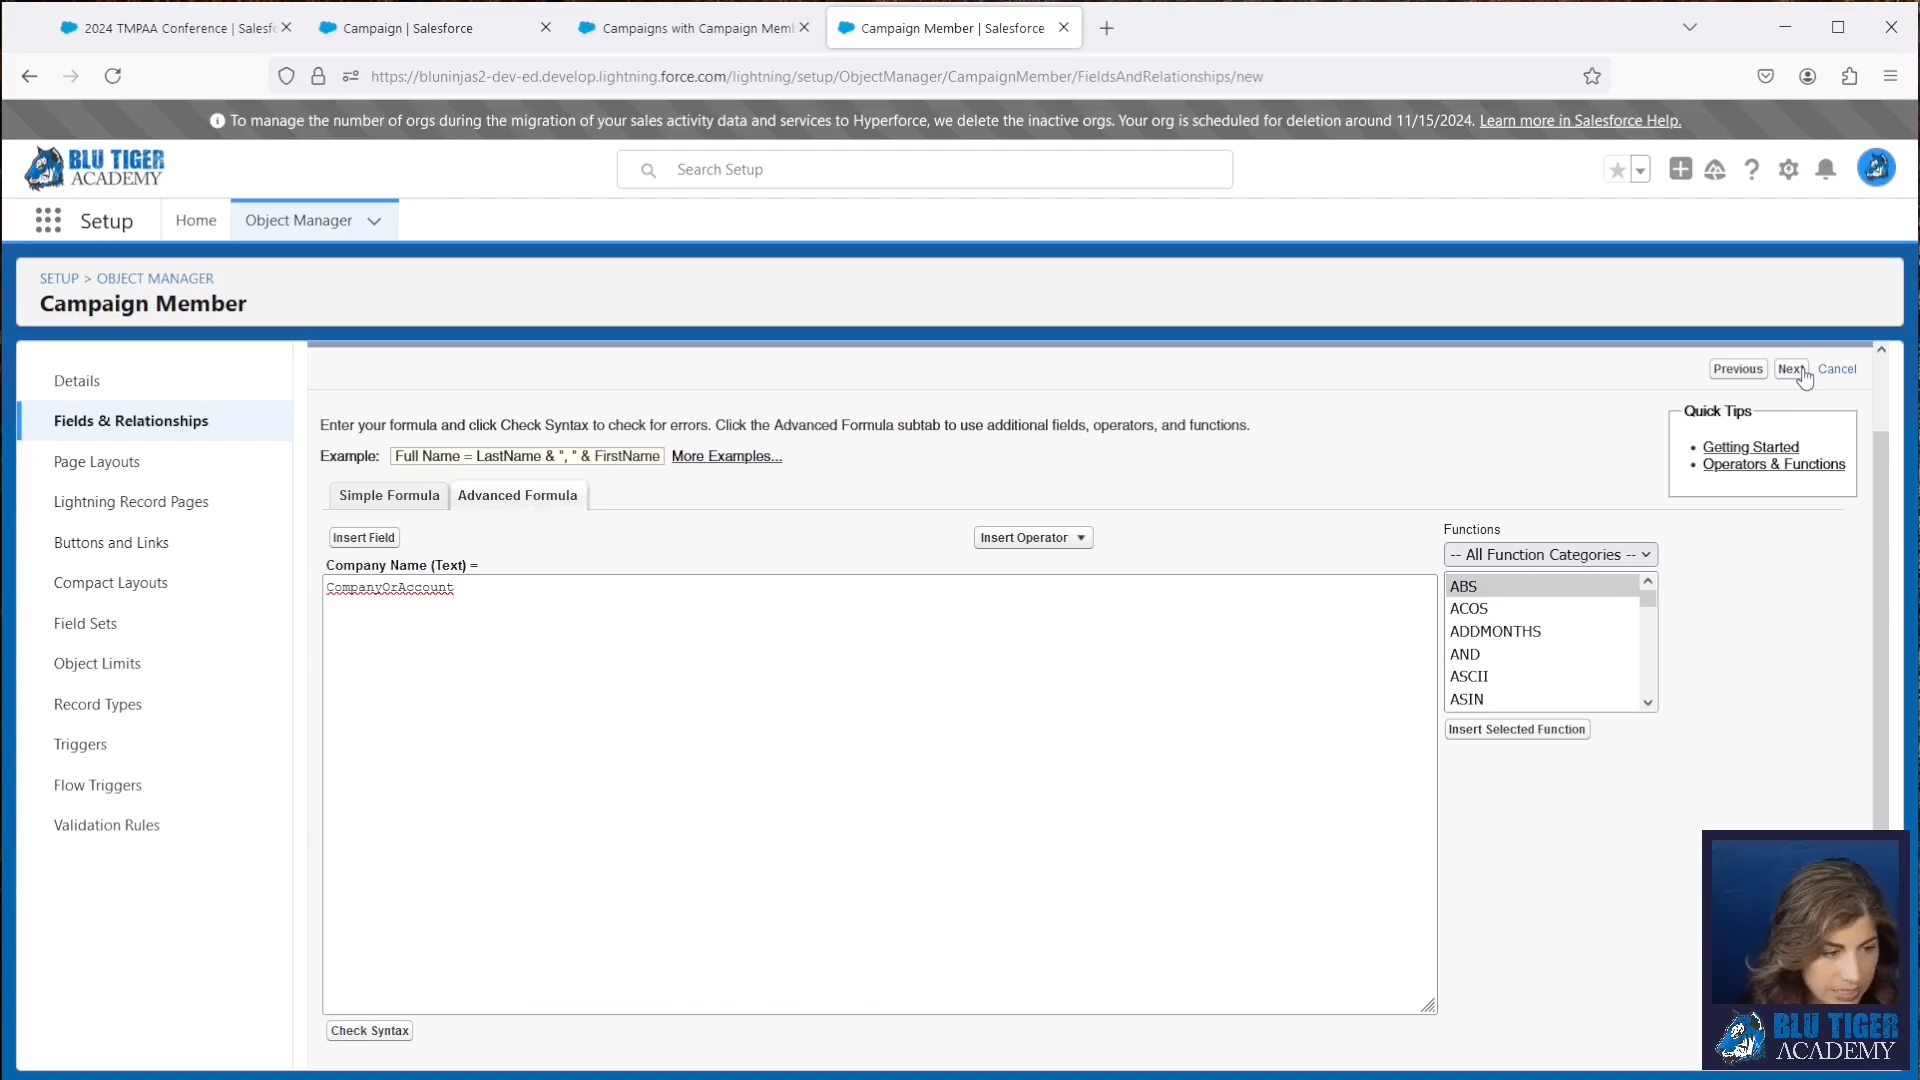 2024 TMPAA Conference | Salesfc
Campaign | Salesforce
Campaigns with Campaign Memb
Campaign Member | Salesforce
https://bluninjas2-dev-ed.develop.lightning.force.com/lightning/setup/ObjectManager/CampaignMember/FieldsAndRelationships/new
To manage the number of orgs during the migration of your sales activity data and services to Hyperforce, we delete the inactive orgs. Your org is scheduled for deletion around 11/15/2024. Learn more in Salesforce Help.
BLU TIGER
ACADEMY
Search Setup
Setup
Home
Object Manager
SETUP > OBJECT MANAGER
Campaign Member
Details
Fields & Relationships
Page Layouts
Lightning Record Pages
Buttons and Links
Compact Layouts
Field Sets
Object Limits
Record Types
Triggers
Flow Triggers
Validation Rules
Previous
Next
Cancel
Enter your formula and click Check Syntax to check for errors. Click the Advanced Formula subtab to use additional fields, operators, and functions.
Example: Full Name = LastName & ", " & FirstName More Examples...
Quick Tips
• Getting Started
• Operators & Functions
Simple Formula
Advanced Formula
Insert Field
Insert Operator
Company Name (Text) =
CompanyOrAccount
Functions
-- All Function Categories --
ABS
ACOS
ADDMONTHS
AND
ASCII
ASIN
Insert Selected Function
Check Syntax
BLU TIGER
ACADEMY